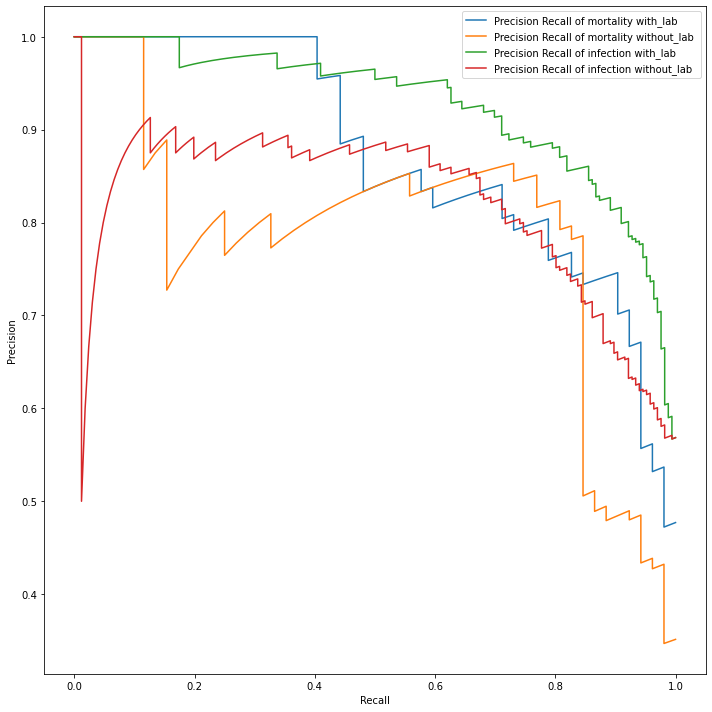 Precision Recall of mortality with_lab
Precision Recall of mortality without_lab
Precision Recall of infection with_lab
Precision Recall of infection without_lab
1.0
0.9
0.8
0.7
0.6
0.5
0.4
Precision
0.0 0.2 0.4 0.6 0.8 1.0
Recall